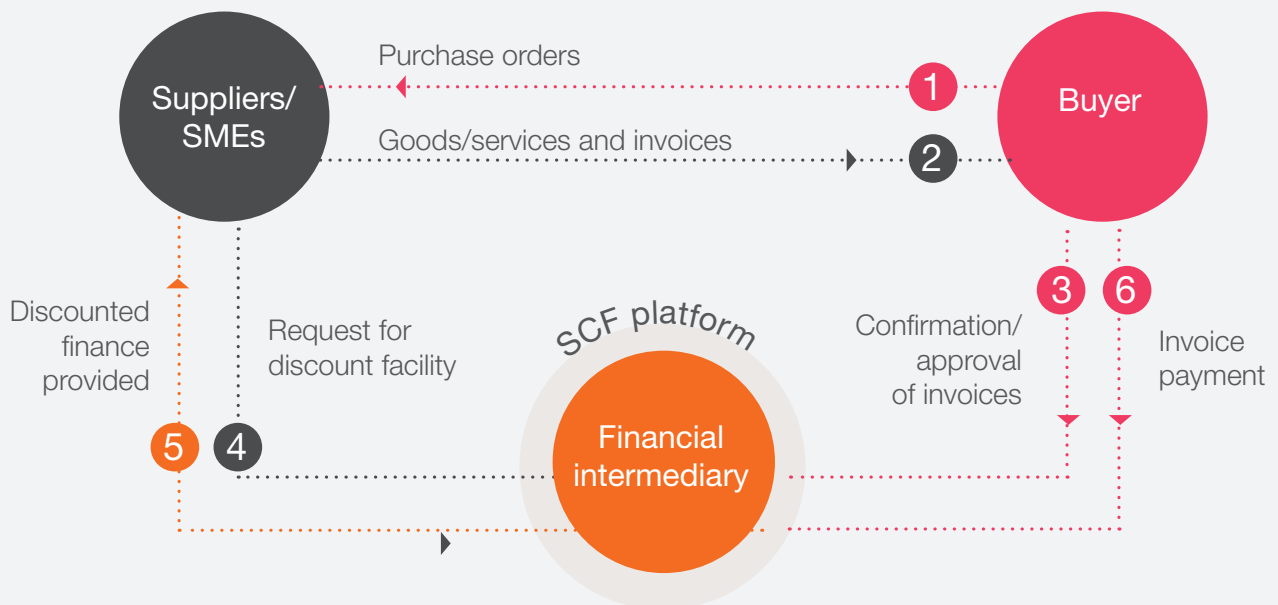 Purchase orders
1
Suppliers/
SMEs
Buyer
Goods/services and invoices
2
3
6
Discounted
finance
provided
Request for
discount facility
SCF platform
Confirmation/
approval
of invoices
Invoice
payment
5
4
Financial
intermediary